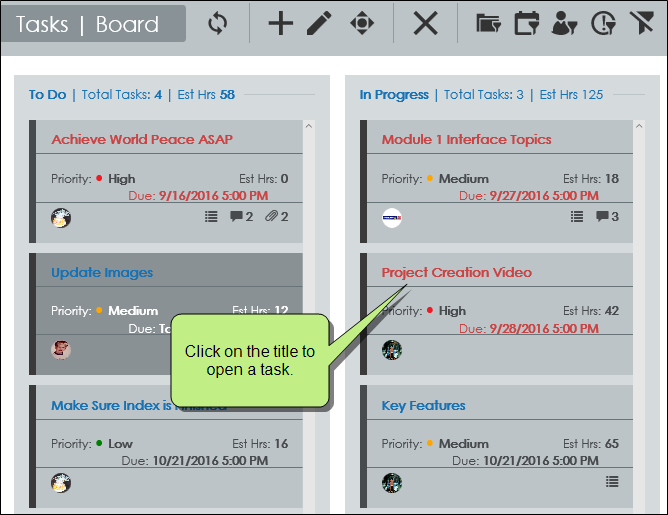 Tasks | Board
To Do | Total Tasks: 4 | Est Hrs 58
Achieve World Peace ASAP
Priority: High Est Hrs: 0
Due: 9/16/2016 5:00 PM
2 2
Update Images
Priority: Medium Est Hrs: 12
Due:
Make Sure Index is Finished
Priority: Low Est Hrs: 16
Due: 10/21/2016 5:00 PM
In Progress | Total Tasks: 3 | Est Hrs 125
Module 1 Interface Topics
Priority: Medium Est Hrs: 18
Due: 9/27/2016 5:00 PM
3
Project Creation Video
Priority: High Est Hrs: 42
Due: 9/28/2016 5:00 PM
Key Features
Priority: Medium Est Hrs: 65
Due: 10/21/2016 5:00 PM
Click on the title to
open a task.